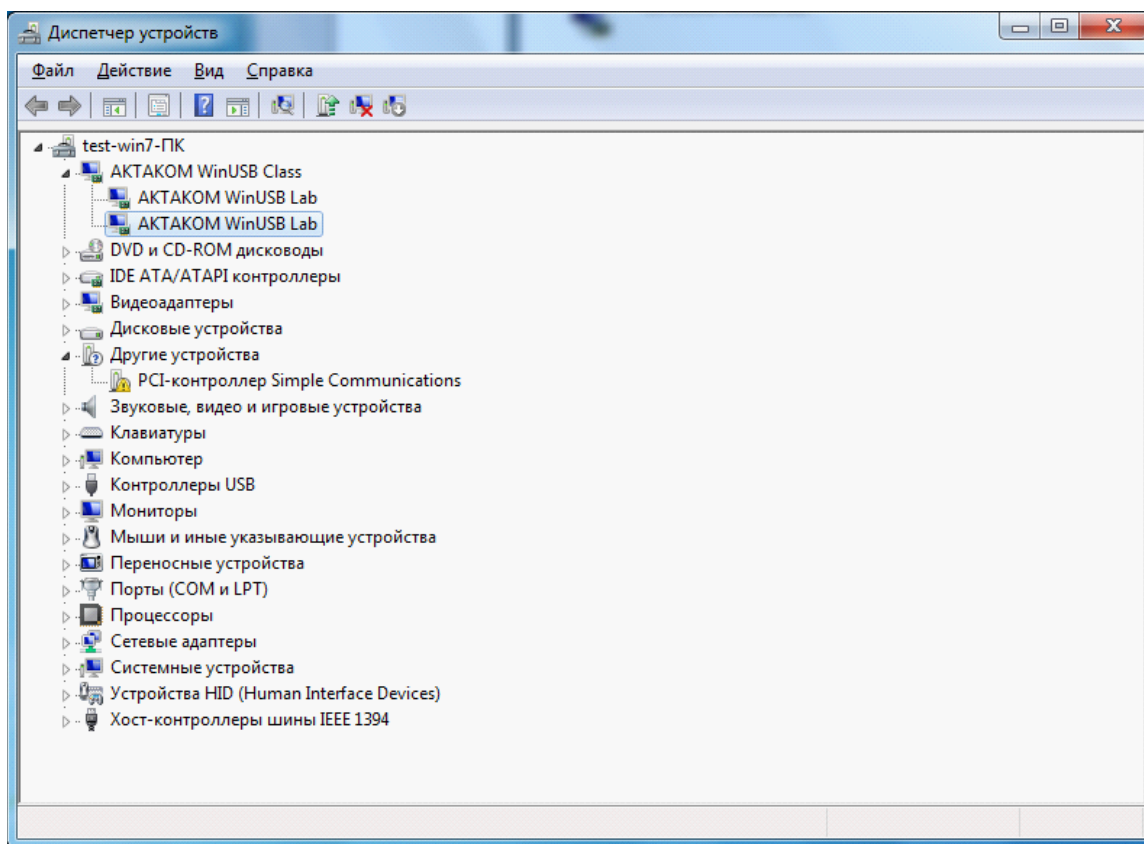 Диспетчер устройств
Файл Действие Вид Справка
test-win7-ПК
AKTAKOM WinUSB Class
AKTAKOM WinUSB Lab
AKTAKOM WinUSB Lab
DVD и CD-ROM дисководы
IDE ATA/ATAPI контроллеры
Видеоадаптеры
Дисковые устройства
Другие устройства
PCI-контроллер Simple Communications
Звуковые, видео и игровые устройства
Клавиатуры
Компьютер
Контроллеры USB
Мониторы
Мыши и иные указывающие устройства
Переносные устройства
Порты (COM и LPT)
Процессоры
Сетевые адаптеры
Системные устройства
Устройства HID (Human Interface Devices)
Хост-контроллеры шины IEEE 1394